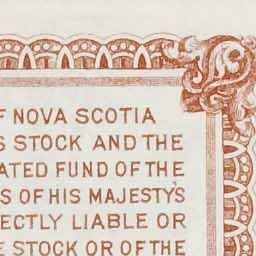 OF NOVA SCOTIA
S STOCK AND THE
ATED FUND OF THE
S OF HIS MAJESTY'S
ECTLY LIABLE OR
E STOCK OR OF THE